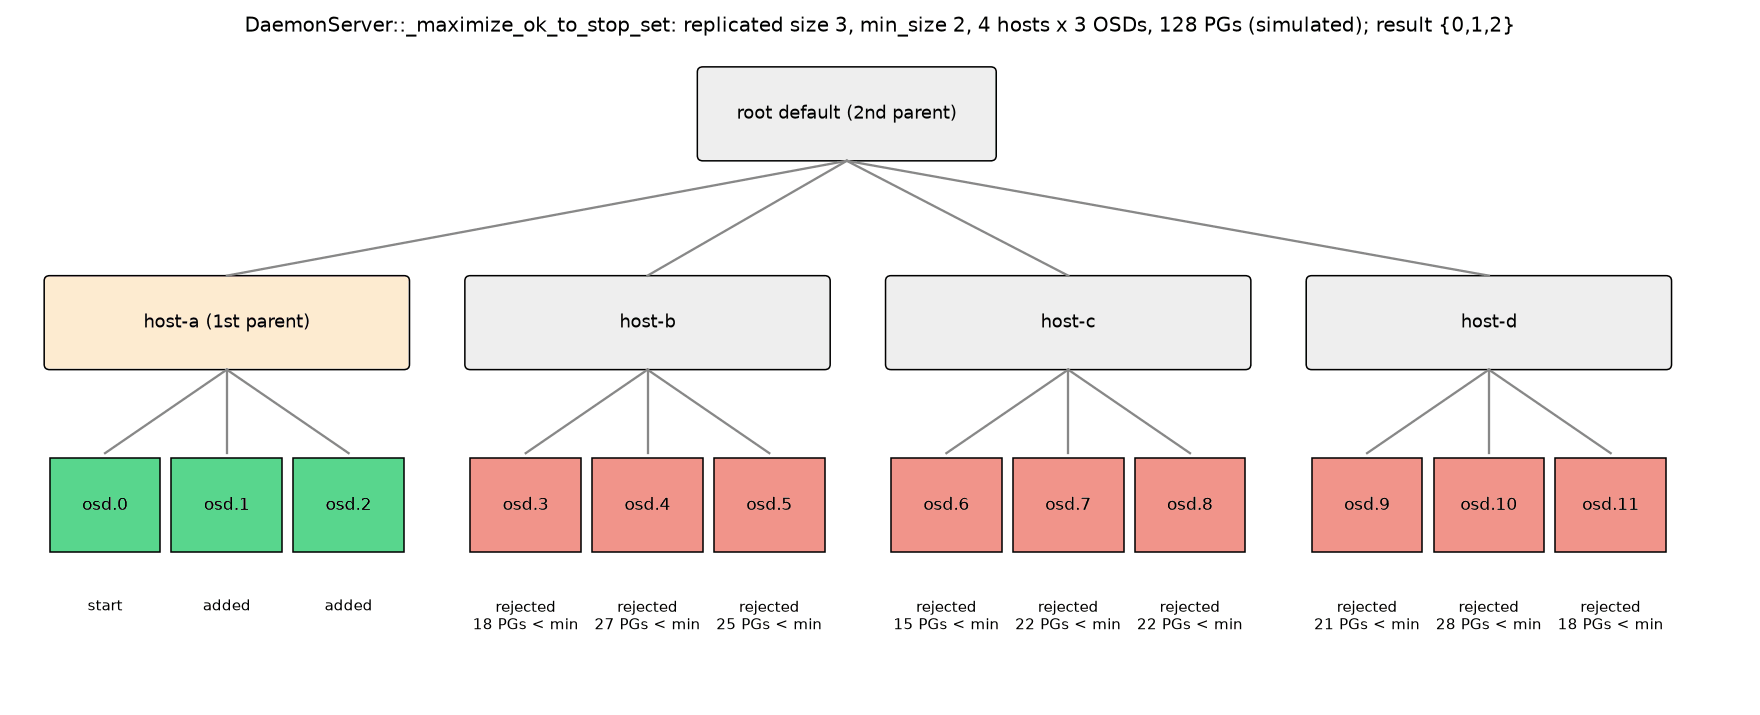 DaemonServer::_maximize_ok_to_stop_set: replicated size 3, min_size 2, 4 hosts x 3 OSDs, 128 PGs (simulated); result {0,1,2}
root default (2nd parent)
host-a (1st parent)
host-b
host-c
host-d
osd.0
osd.1
osd.2
osd.3
osd.4
osd.5
osd.6
osd.7
osd.8
osd.9
osd.10
osd.11
start
added
added
rejected
18 PGs < min
rejected
27 PGs < min
rejected
25 PGs < min
rejected
15 PGs < min
rejected
22 PGs < min
rejected
22 PGs < min
rejected
21 PGs < min
rejected
28 PGs < min
rejected
18 PGs < min